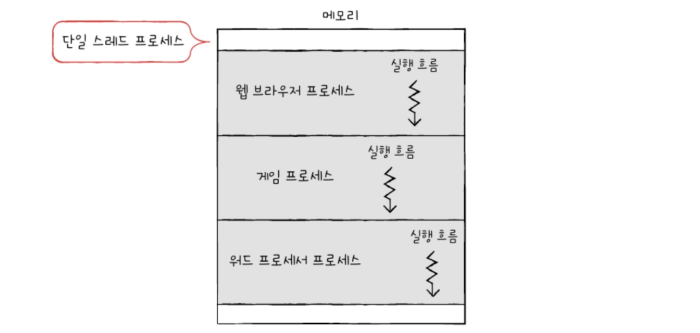 메모리
단일 스레드 프로세스
실행 흐름
웹 브라우저 프로세스
실행 흐름
게임 프로세스
실행 흐름
워드 프로세서 프로세스